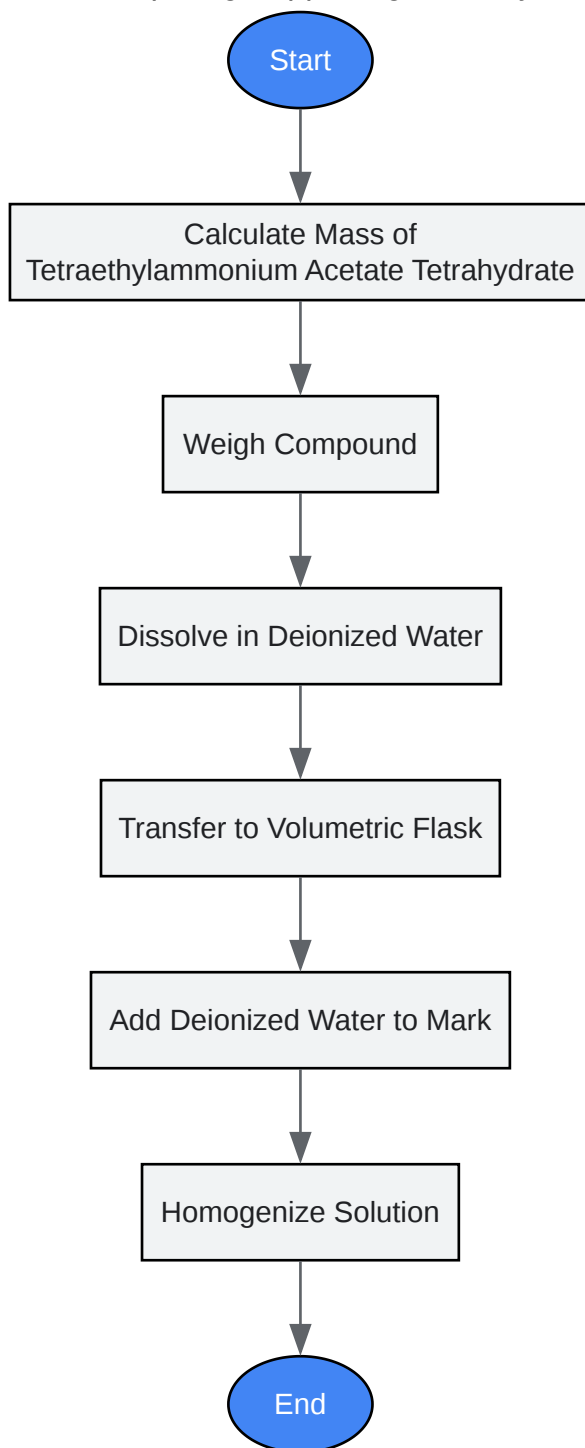 Start
Calculate Mass of
Tetraethylammonium Acetate Tetrahydrate
Weigh Compound
Dissolve in Deionized Water
Transfer to Volumetric Flask
Add Deionized Water to Mark
Homogenize Solution
End